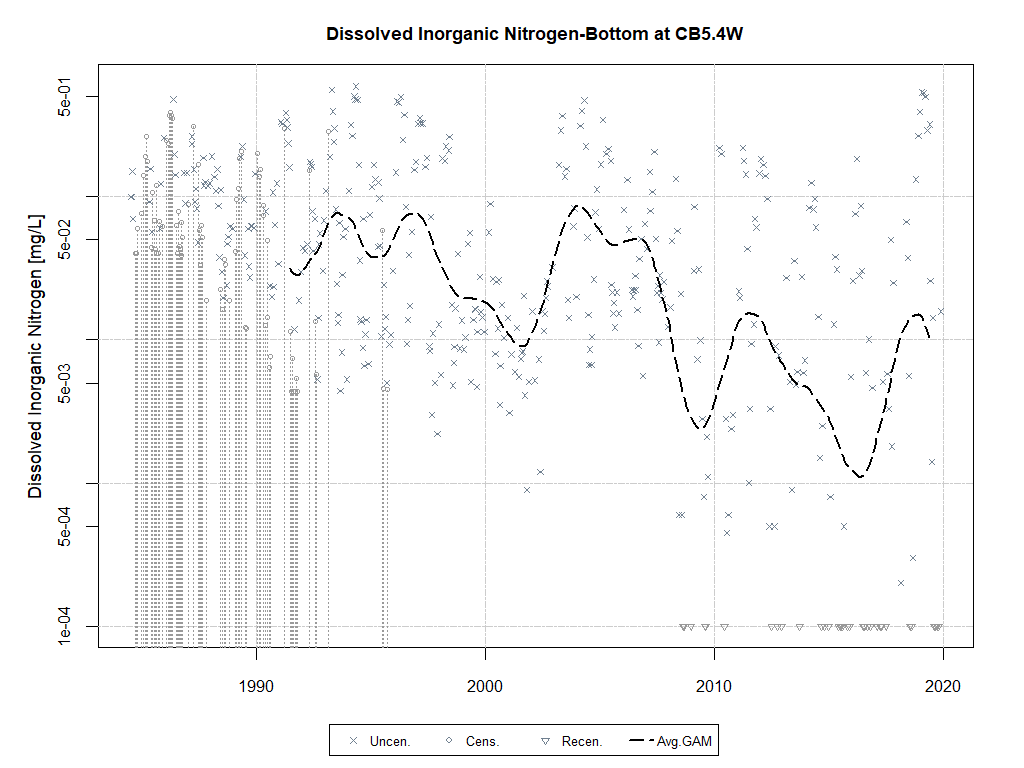 Dissolved Inorganic Nitrogen-Bottom at CB5.4W
Dissolved Inorganic Nitrogen [mg/L]
5e-01
5e-02
5e-03
5e-04
1e-04
1990 2000 2010 2020
Uncen. Cens. Recen. Avg.GAM